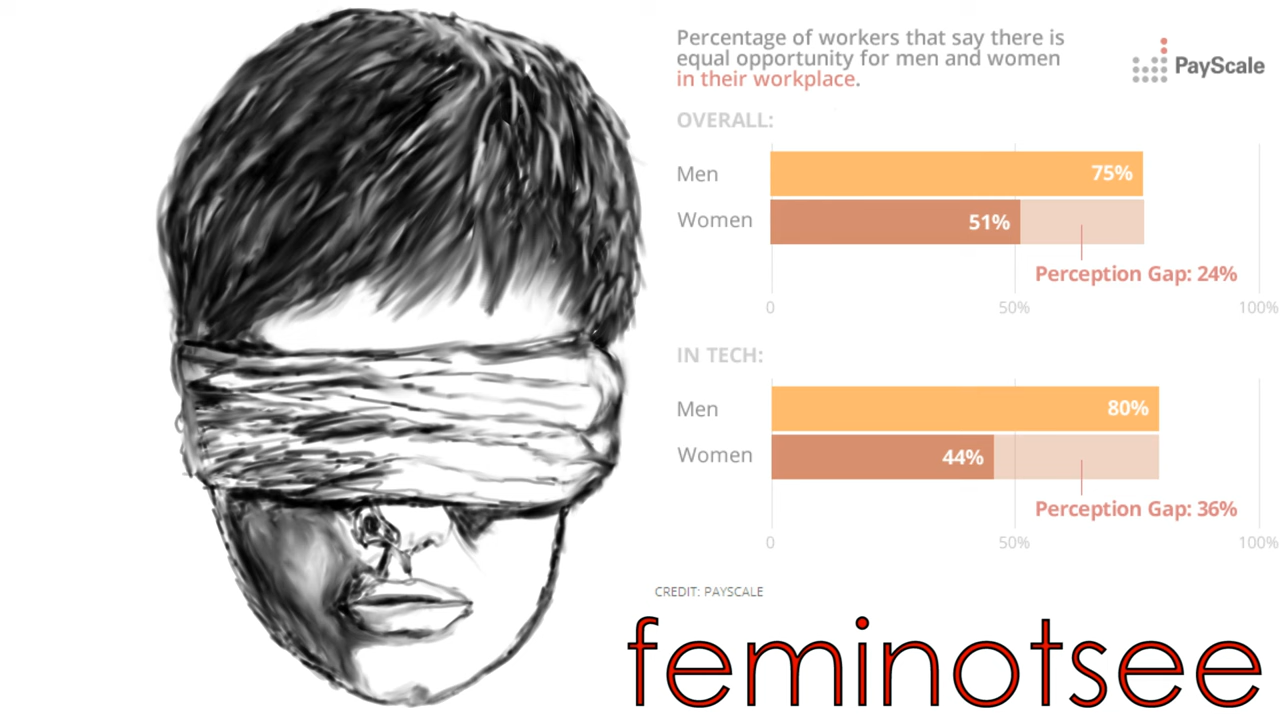 Percentage of workers that say there is
equal opportunity for men and women
in their workplace.
PayScale
OVERALL:
Men 75%
Women 51%
Perception Gap: 24%
0 50% 100%
IN TECH:
Men 80%
Women 44%
Perception Gap: 36%
0 50% 100%
CREDIT: PAYSCALE
feminotsee